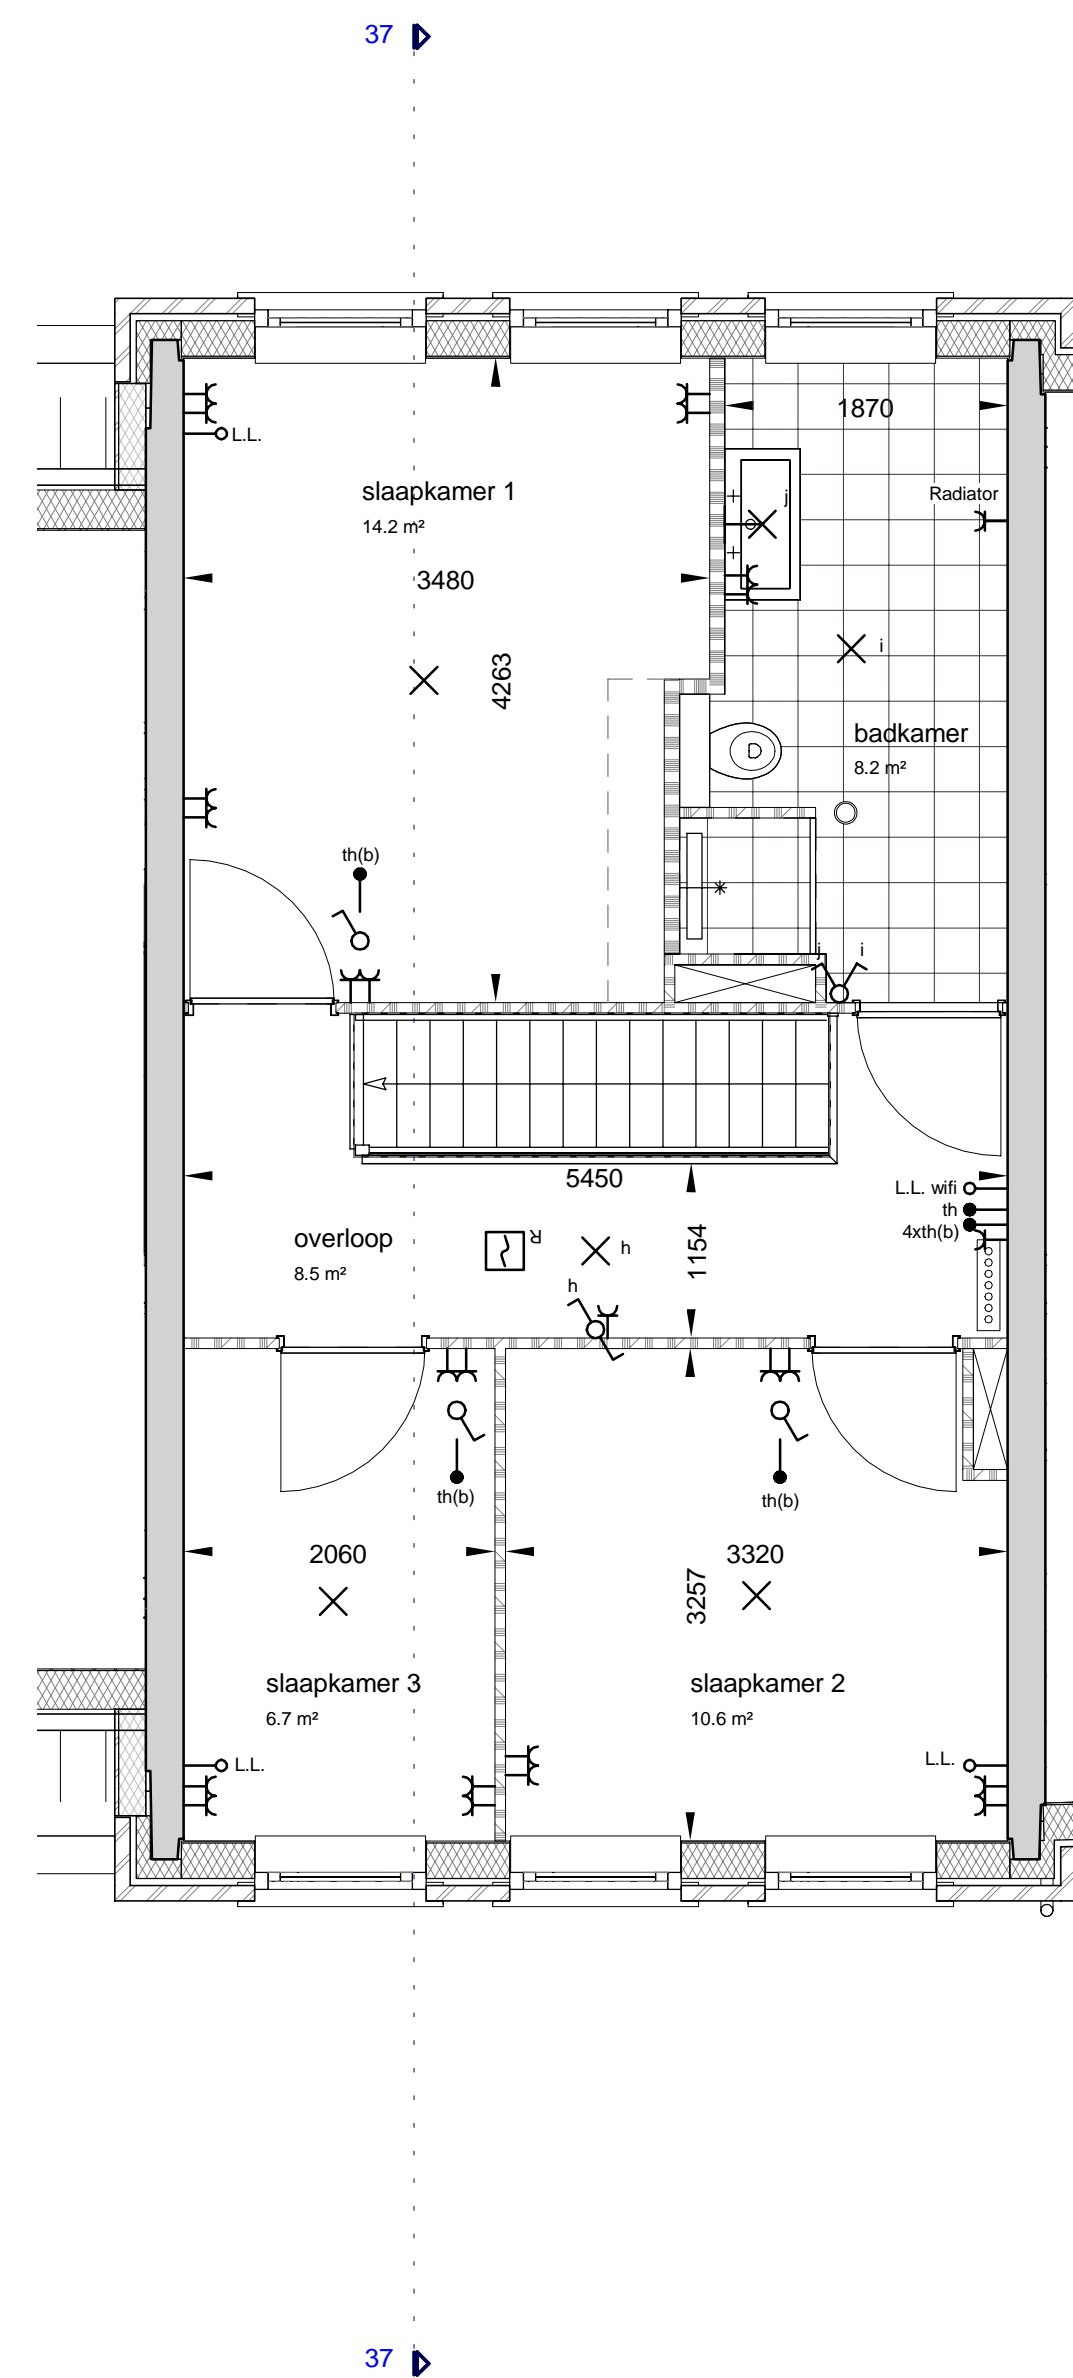 37
1870
slaapkamer 1
14.2 m²
L.L.
Radiator
j
3480
4263
i
badkamer
8.2 m²
th(b)
j
i
5450
L.L. wifi
th
4xth(b)
overloop
8.5 m²
R
h
1154
h
th(b)
th(b)
2060
3320
3257
slaapkamer 3
6.7 m²
slaapkamer 2
10.6 m²
L.L.
L.L.
37